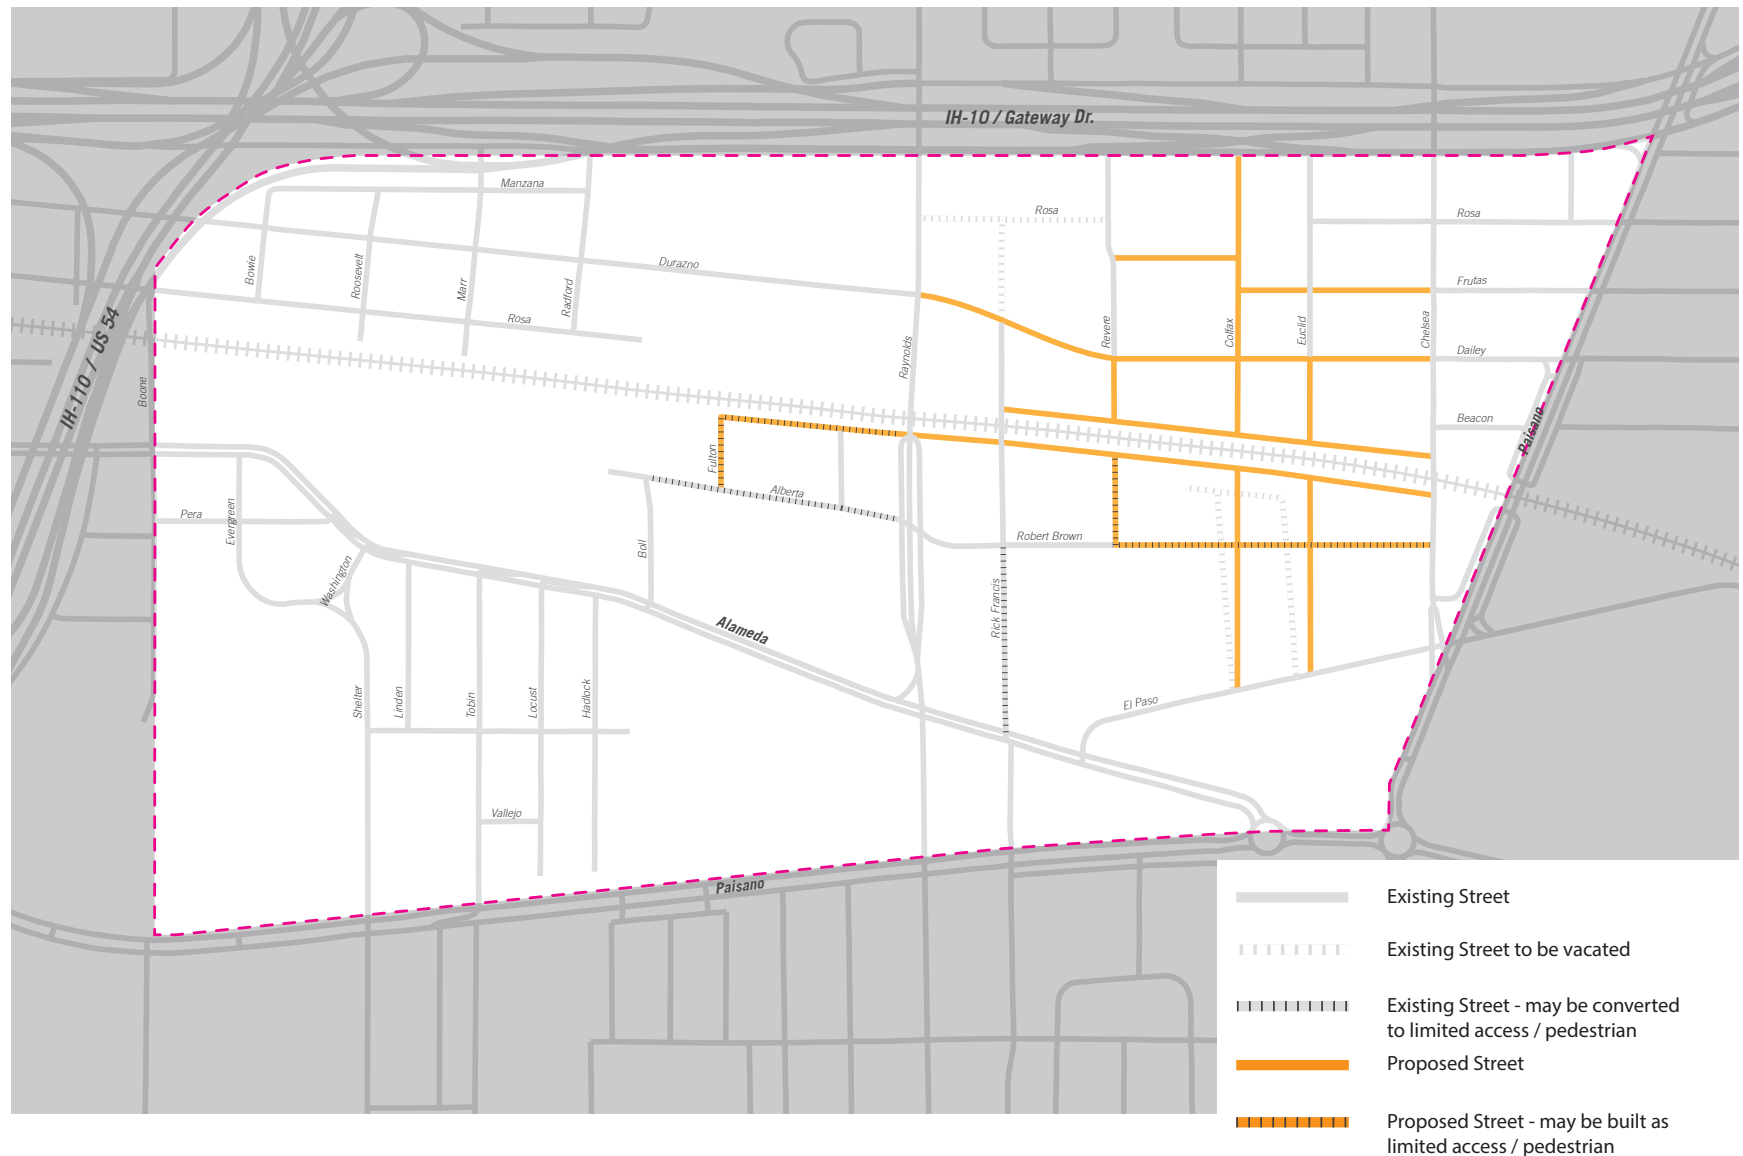 IH-10 / Gateway Dr.
Manzana
Rosa
Rosa
Bowie
Roosevelt
Marr
Radford
Durazno
Frutas
Rosa
IH-110 / US 54
Boone
Raynolds
Revere
Colfax
Euclid
Chelsea
Dailey
Beacon
Paisano
Fulton
Alberta
Pera
Evergreen
Washington
Boll
Robert Brown
Rick Francis
Alameda
Shelter
Linden
Tobin
Locust
Hadlock
El Paso
Vallejo
Paisano
Existing Street
Existing Street to be vacated
Existing Street - may be converted
to limited access / pedestrian
Proposed Street
Proposed Street - may be built as
limited access / pedestrian